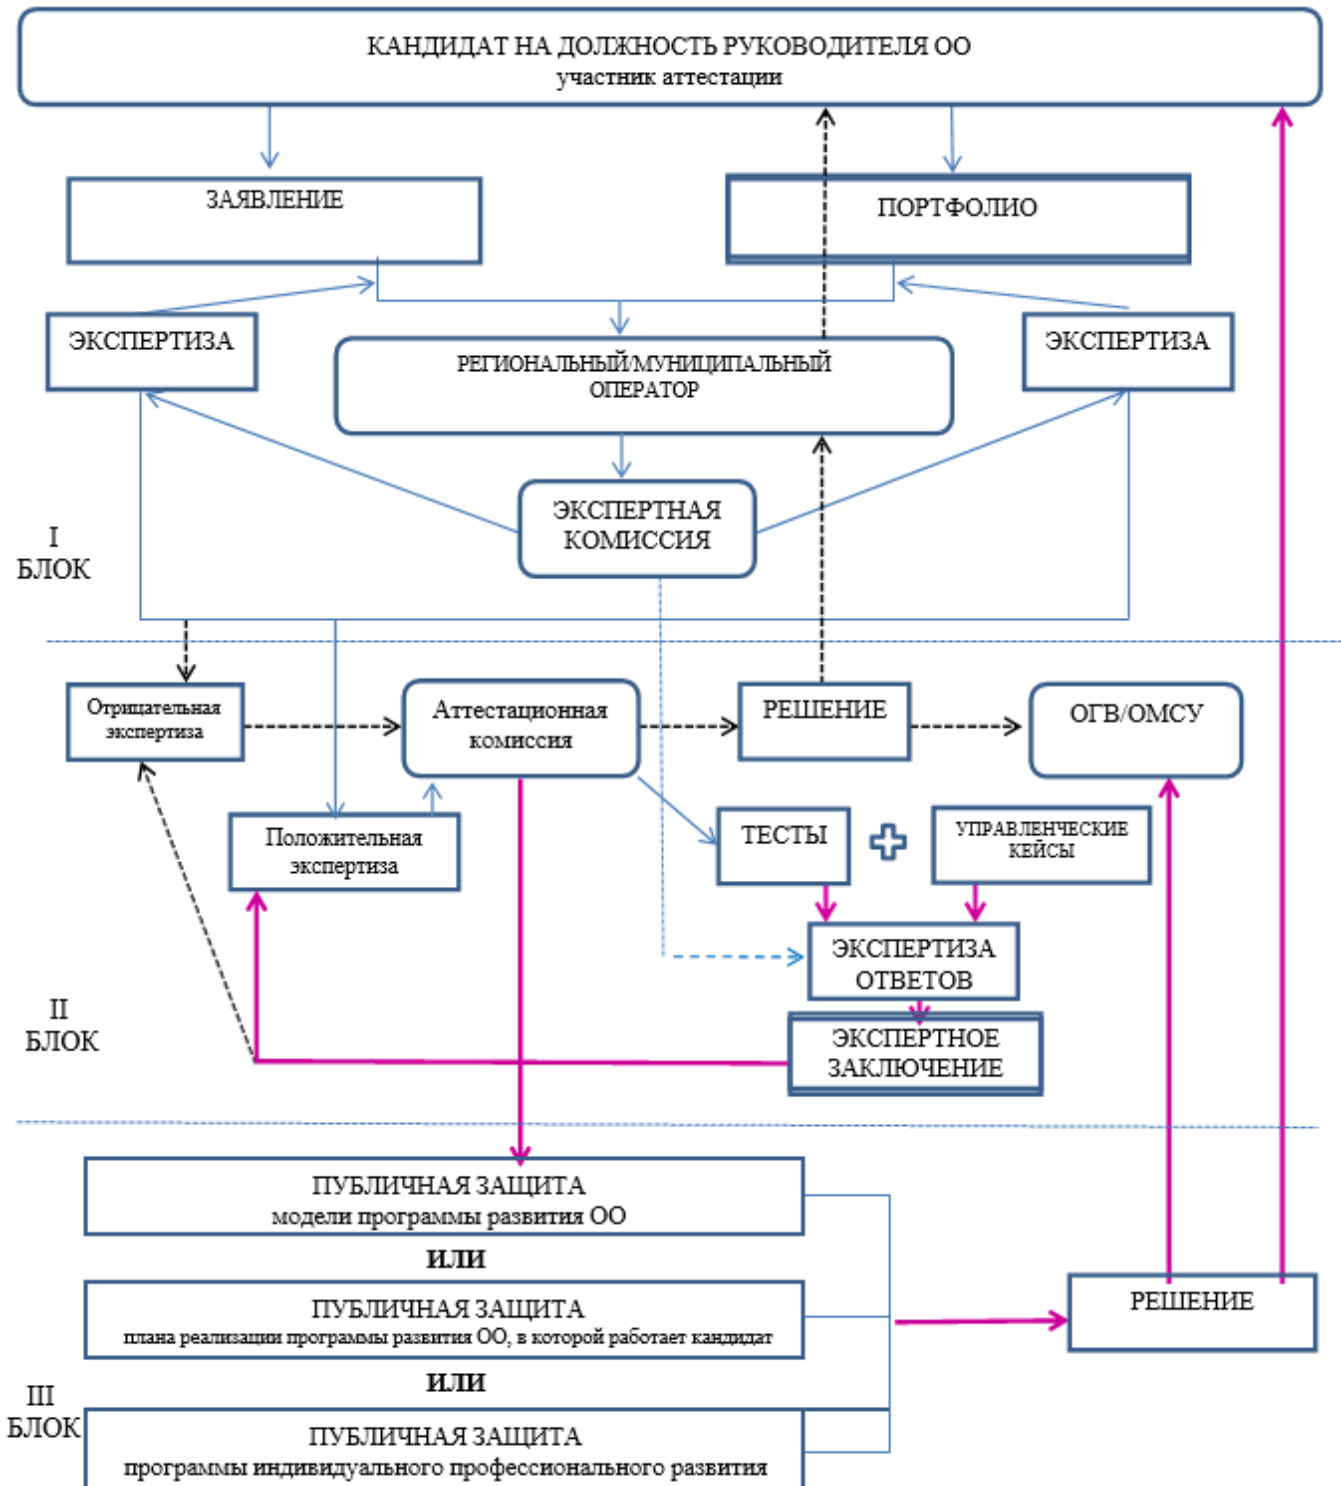 КАНДИДАТ НА ДОЛЖНОСТЬ РУКОВОДИТЕЛЯ ОО
участник аттестации
ЗАЯВЛЕНИЕ
ПОРТФОЛИО
ЭКСПЕРТИЗА
РЕГИОНАЛЬНЫЙ/МУНИЦИПАЛЬНЫЙ
ОПЕРАТОР
ЭКСПЕРТИЗА
ЭКСПЕРТНАЯ
КОМИССИЯ
I
БЛОК
Отрицательная
экспертиза
Аттестационная
комиссия
РЕШЕНИЕ
ОГВ/ОМСУ
Положительная
экспертиза
ТЕСТЫ
УПРАВЛЕНЧЕСКИЕ
КЕЙСЫ
ЭКСПЕРТИЗА
ОТВЕТОВ
II
БЛОК
ЭКСПЕРТНОЕ
ЗАКЛЮЧЕНИЕ
ПУБЛИЧНАЯ ЗАЩИТА
модели программы развития ОО
ИЛИ
ПУБЛИЧНАЯ ЗАЩИТА
плана реализации программы развития ОО, в которой работает кандидат
РЕШЕНИЕ
ИЛИ
III
БЛОК
ПУБЛИЧНАЯ ЗАЩИТА
программы индивидуального профессионального развития